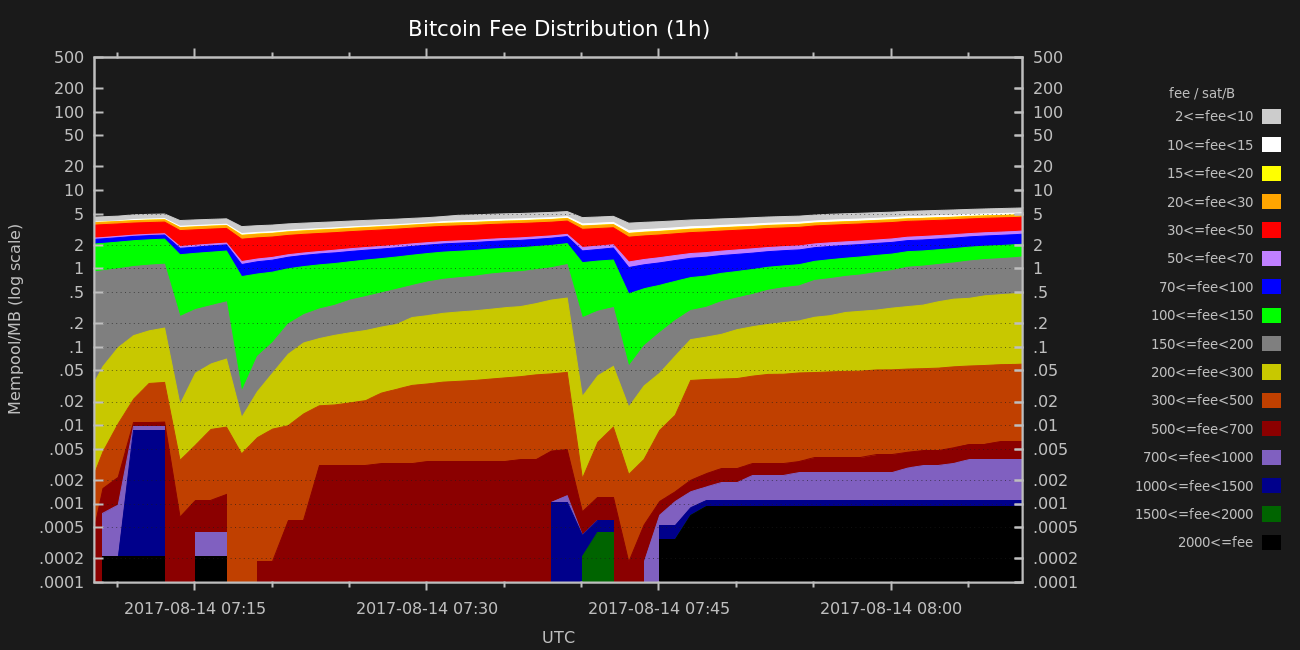 Bitcoin Fee Distribution (1h)
500 500
200 200
100 100
50 50
20 20
10 10
5 5
2 2
1 1
.5 .5
.2 .2
.1 .1
.05 .05
.02 .02
.01 .01
.005 .005
.002 .002
.001 .001
.0005 .0005
.0002 .0002
.0001 .0001
Mempool/MB (log scale)
2017-08-14 07:15 2017-08-14 07:30 2017-08-14 07:45 2017-08-14 08:00
UTC
fee / sat/B
2<=fee<10
10<=fee<15
15<=fee<20
20<=fee<30
30<=fee<50
50<=fee<70
70<=fee<100
100<=fee<150
150<=fee<200
200<=fee<300
300<=fee<500
500<=fee<700
700<=fee<1000
1000<=fee<1500
1500<=fee<2000
2000<=fee